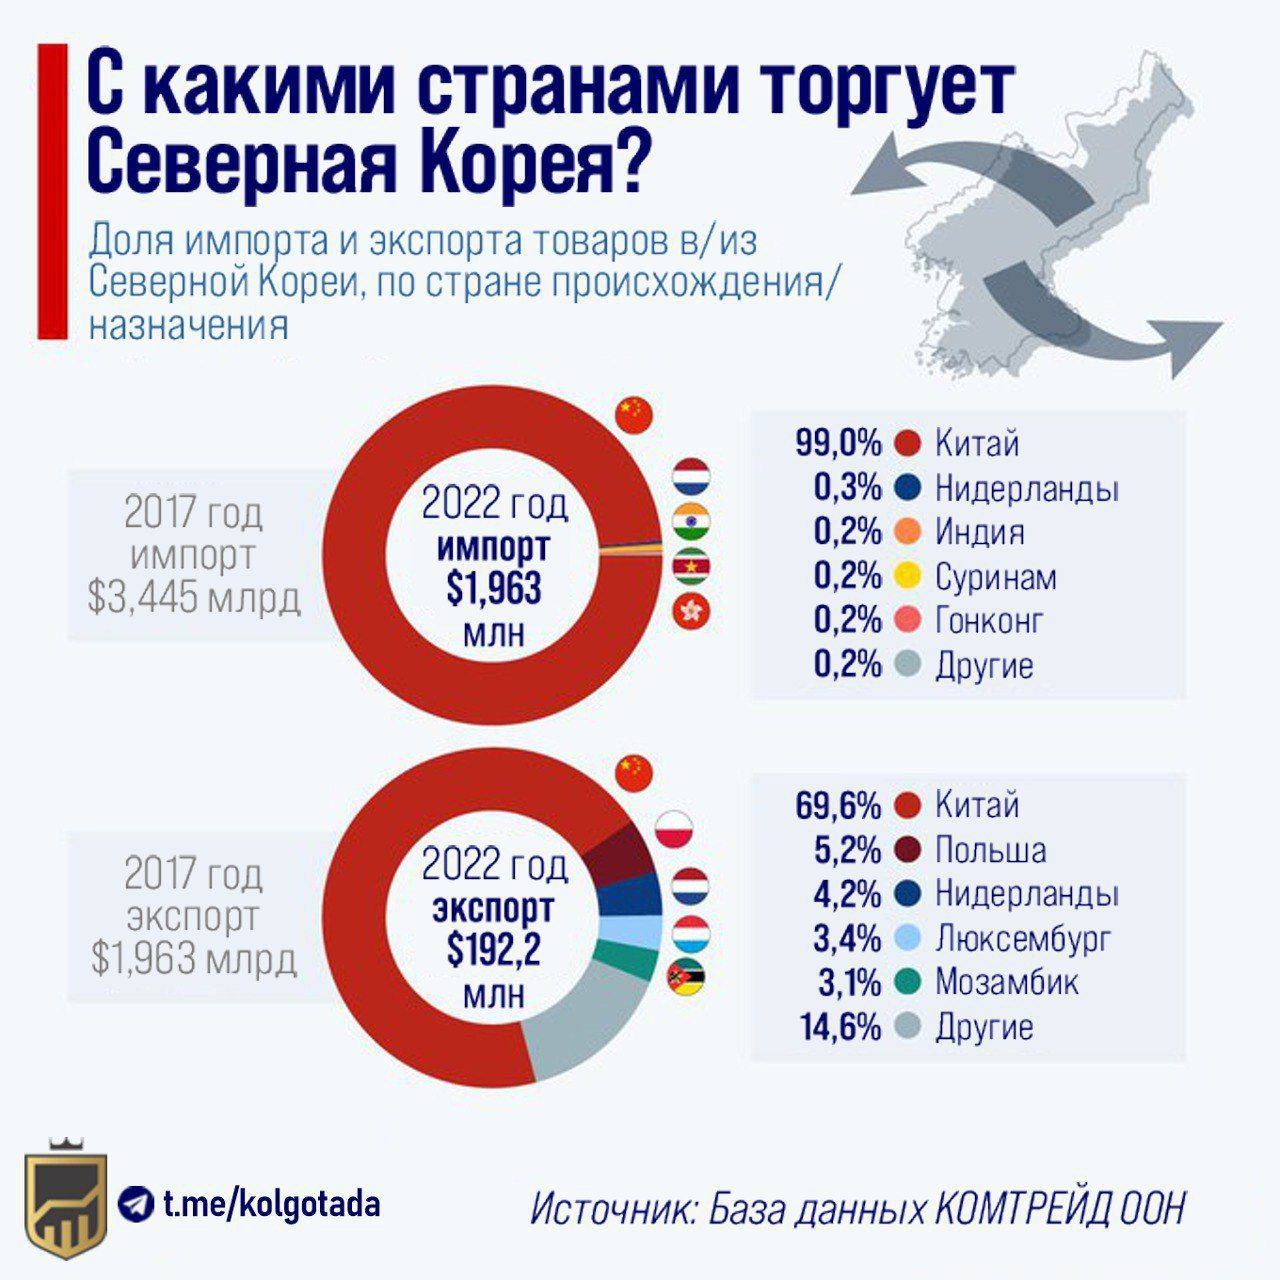 С какими странами торгует
Северная Корея?
Доля импорта и экспорта товаров в/из
Северной Кореи, по стране происхождения/
назначения
2017 год
импорт
$3,445 млрд
2022 год
импорт
$1,963
млн
99,0% Китай
0,3% Нидерланды
0,2% Индия
0,2% Суринам
0,2% Гонконг
0,2% Другие
2017 год
экспорт
$1,963 млрд
2022 год
экспорт
$192,2
млн
69,6% Китай
5,2% Польша
4,2% Нидерланды
3,4% Люксембург
3,1% Мозамбик
14,6% Другие
t.me/kolgotada
Источник: База данных КОМТРЕЙД ООН